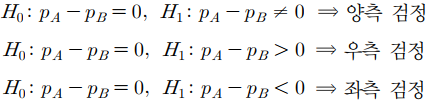 H₀: p_A − p_B = 0, H₁: p_A − p_B ≠ 0 ⟹ 양측 검정
H₀: p_A − p_B = 0, H₁: p_A − p_B > 0 ⟹ 우측 검정
H₀: p_A − p_B = 0, H₁: p_A − p_B < 0 ⟹ 좌측 검정